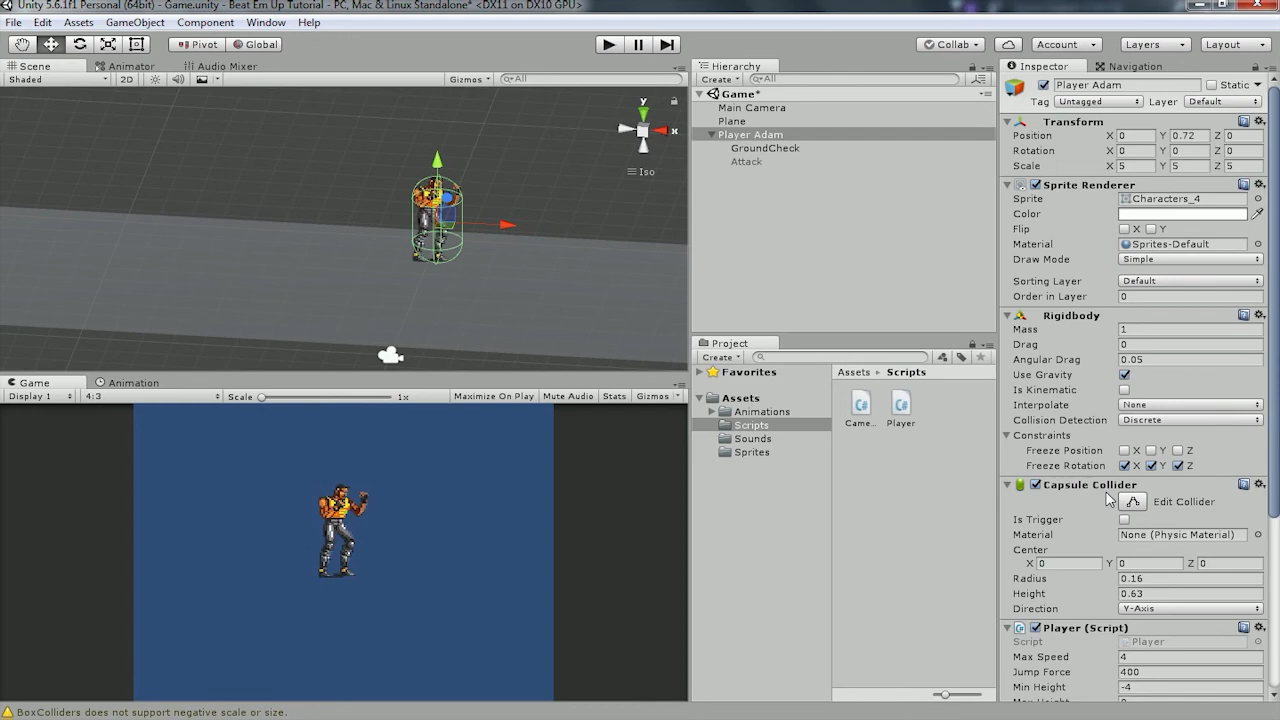 Unity 5.6.1f1 Personal (64bit) - Game.unity - Beat Em Up Tutorial - PC, Mac & Linux Standalone* <DX11 on DX10 GPU>
File Edit Assets GameObject Component Window Help
Pivot Global Collab Account Layers Layout
Scene Animator Audio Mixer
Shaded 2D Gizmos All
y
x
Iso
Game Animation
Display 1 4:3 Scale 1x Maximize On Play Mute Audio Stats Gizmos
Hierarchy
Create All
Game*
Main Camera
Plane
Player Adam
GroundCheck
Attack
Project
Create
Favorites
Assets
Animations
Scripts
Sounds
Sprites
Assets Scripts
Came... Player
Inspector Navigation
Player Adam Static
Tag Untagged Layer Default
Transform
Position X 0 Y 0.72 Z 0
Rotation X 0 Y 0 Z 0
Scale X 5 Y 5 Z 5
Sprite Renderer
Sprite Characters_4
Color
Flip X Y
Material Sprites-Default
Draw Mode Simple
Sorting Layer Default
Order in Layer 0
Rigidbody
Mass 1
Drag 0
Angular Drag 0.05
Use Gravity
Is Kinematic
Interpolate None
Collision Detection Discrete
Constraints
Freeze Position X Y Z
Freeze Rotation X Y Z
Capsule Collider
Edit Collider
Is Trigger
Material None (Physic Material)
Center
X 0 Y 0 Z 0
Radius 0.16
Height 0.63
Direction Y-Axis
Player (Script)
Script Player
Max Speed 4
Jump Force 400
Min Height -4
BoxColliders does not support negative scale or size.